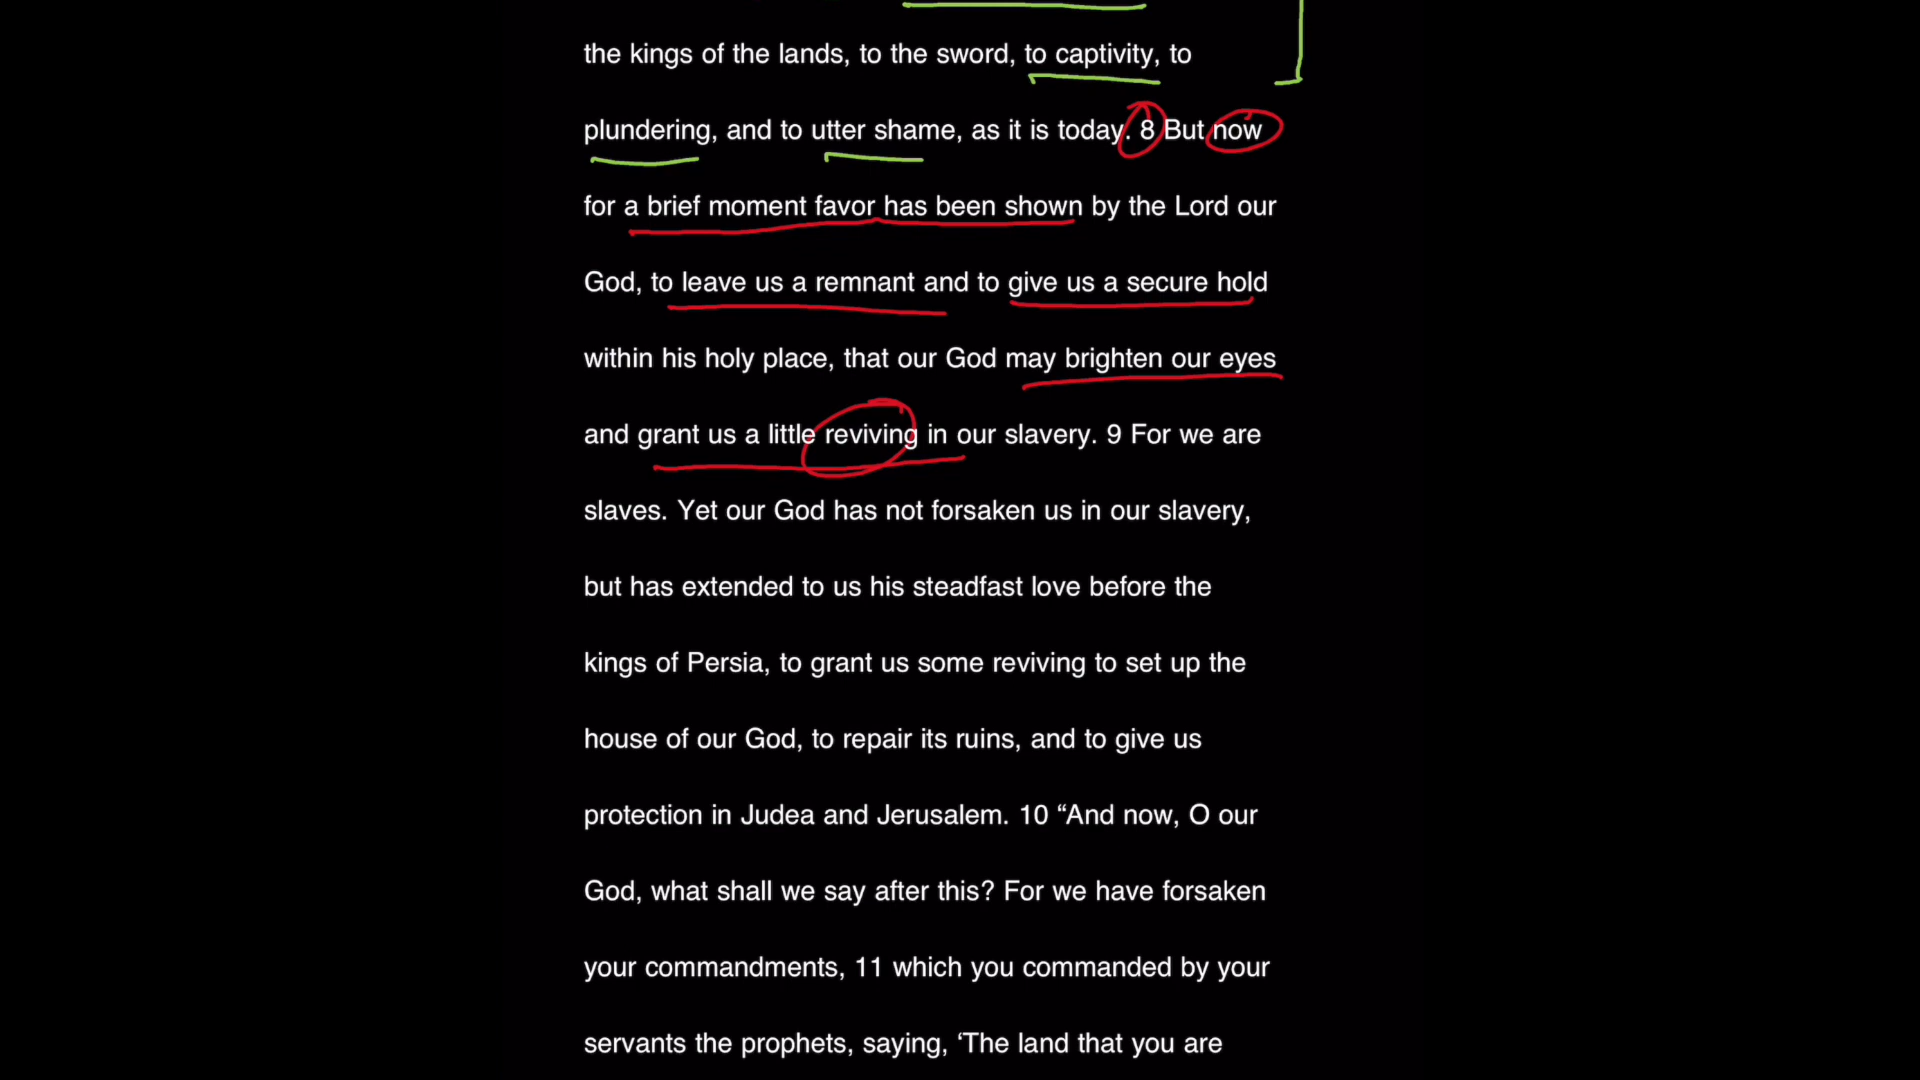 the kings of the lands, to the sword, to captivity, to
plundering, and to utter shame, as it is today. 8 But now
for a brief moment favor has been shown by the Lord our
God, to leave us a remnant and to give us a secure hold
within his holy place, that our God may brighten our eyes
and grant us a little reviving in our slavery. 9 For we are
slaves. Yet our God has not forsaken us in our slavery,
but has extended to us his steadfast love before the
kings of Persia, to grant us some reviving to set up the
house of our God, to repair its ruins, and to give us
protection in Judea and Jerusalem. 10 “And now, O our
God, what shall we say after this? For we have forsaken
your commandments, 11 which you commanded by your
servants the prophets, saying, ‘The land that you are